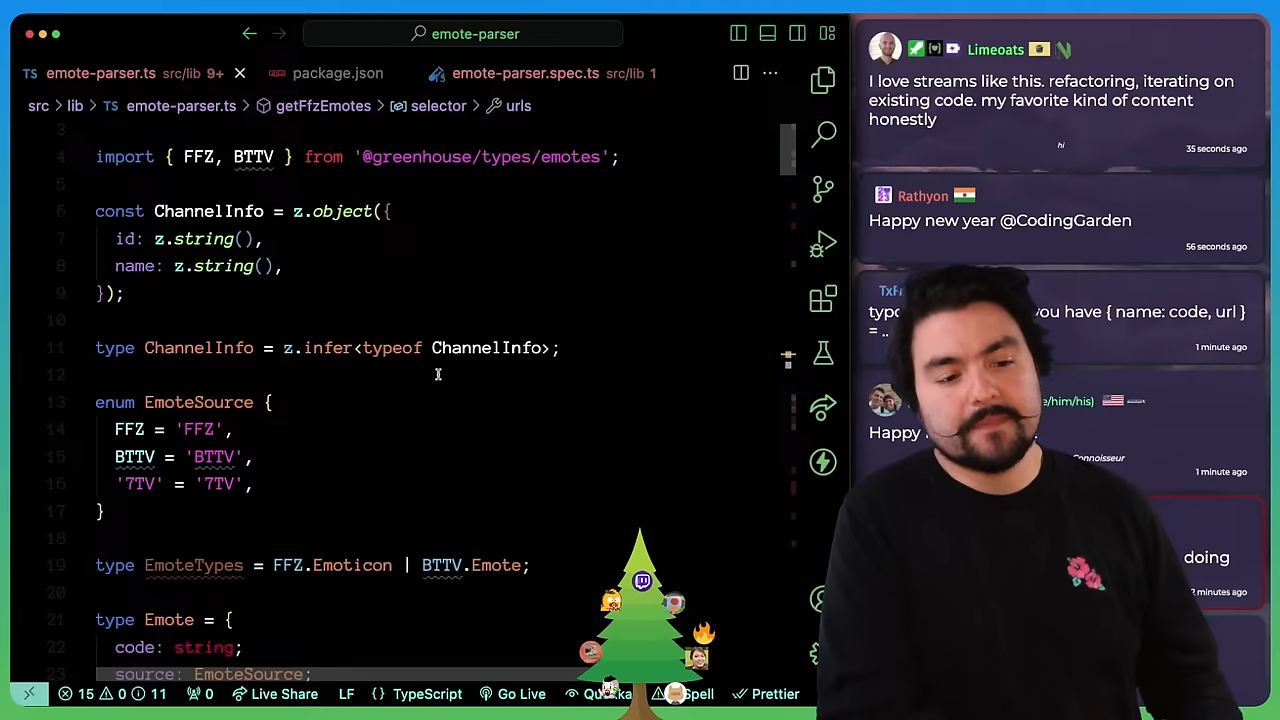 emote-parser
TS emote-parser.ts src/lib 9+
package.json
emote-parser.spec.ts src/lib 1
src > lib > TS emote-parser.ts > getFfzEmotes > selector > urls
3
4 import { FFZ, BTTV } from '@greenhouse/types/emotes';
5
6 const ChannelInfo = z.object({
7 id: z.string(),
8 name: z.string(),
9 });
10
11 type ChannelInfo = z.infer<typeof ChannelInfo>;
12
13 enum EmoteSource {
14 FFZ = 'FFZ',
15 BTTV = 'BTTV',
16 '7TV' = '7TV',
17 }
18
19 type EmoteTypes = FFZ.Emoticon | BTTV.Emote;
20
21 type Emote = {
22 code: string;
23 source: EmoteSource;
15 0 11 0 Live Share LF {} TypeScript Go Live Spell Prettier
Limeoats
I love streams like this. refactoring, iterating on
existing code. my favorite kind of content
honestly
hi
35 seconds ago
Rathyon
Happy new year @CodingGarden
56 seconds ago
you have { name: code, url }
= ..
1 minute ago
/him/his)
Happy
Connoisseur
1 minute ago
doing
minutes ago